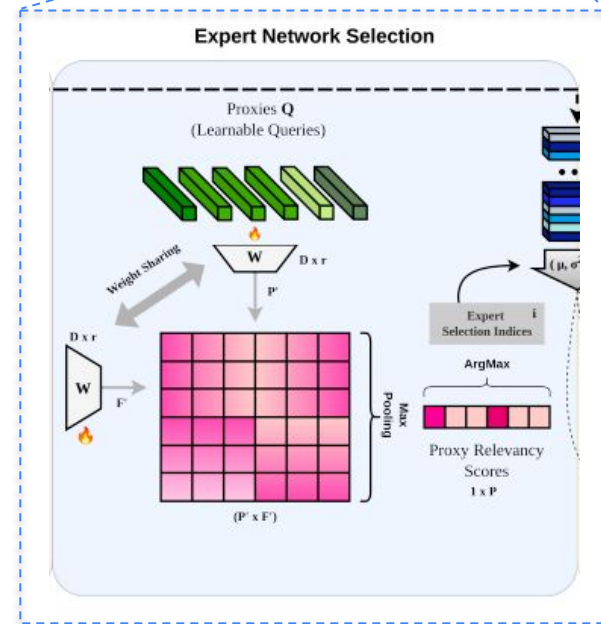 Expert Network Selection
Proxies Q
(Learnable Queries)
Weight Sharing
W
D x r
P'
D x r
W
F'
Max
Pooling
(P' x F')
(μ, σ
Expert
Selection Indices
i
ArgMax
Proxy Relevancy
Scores
1 x P